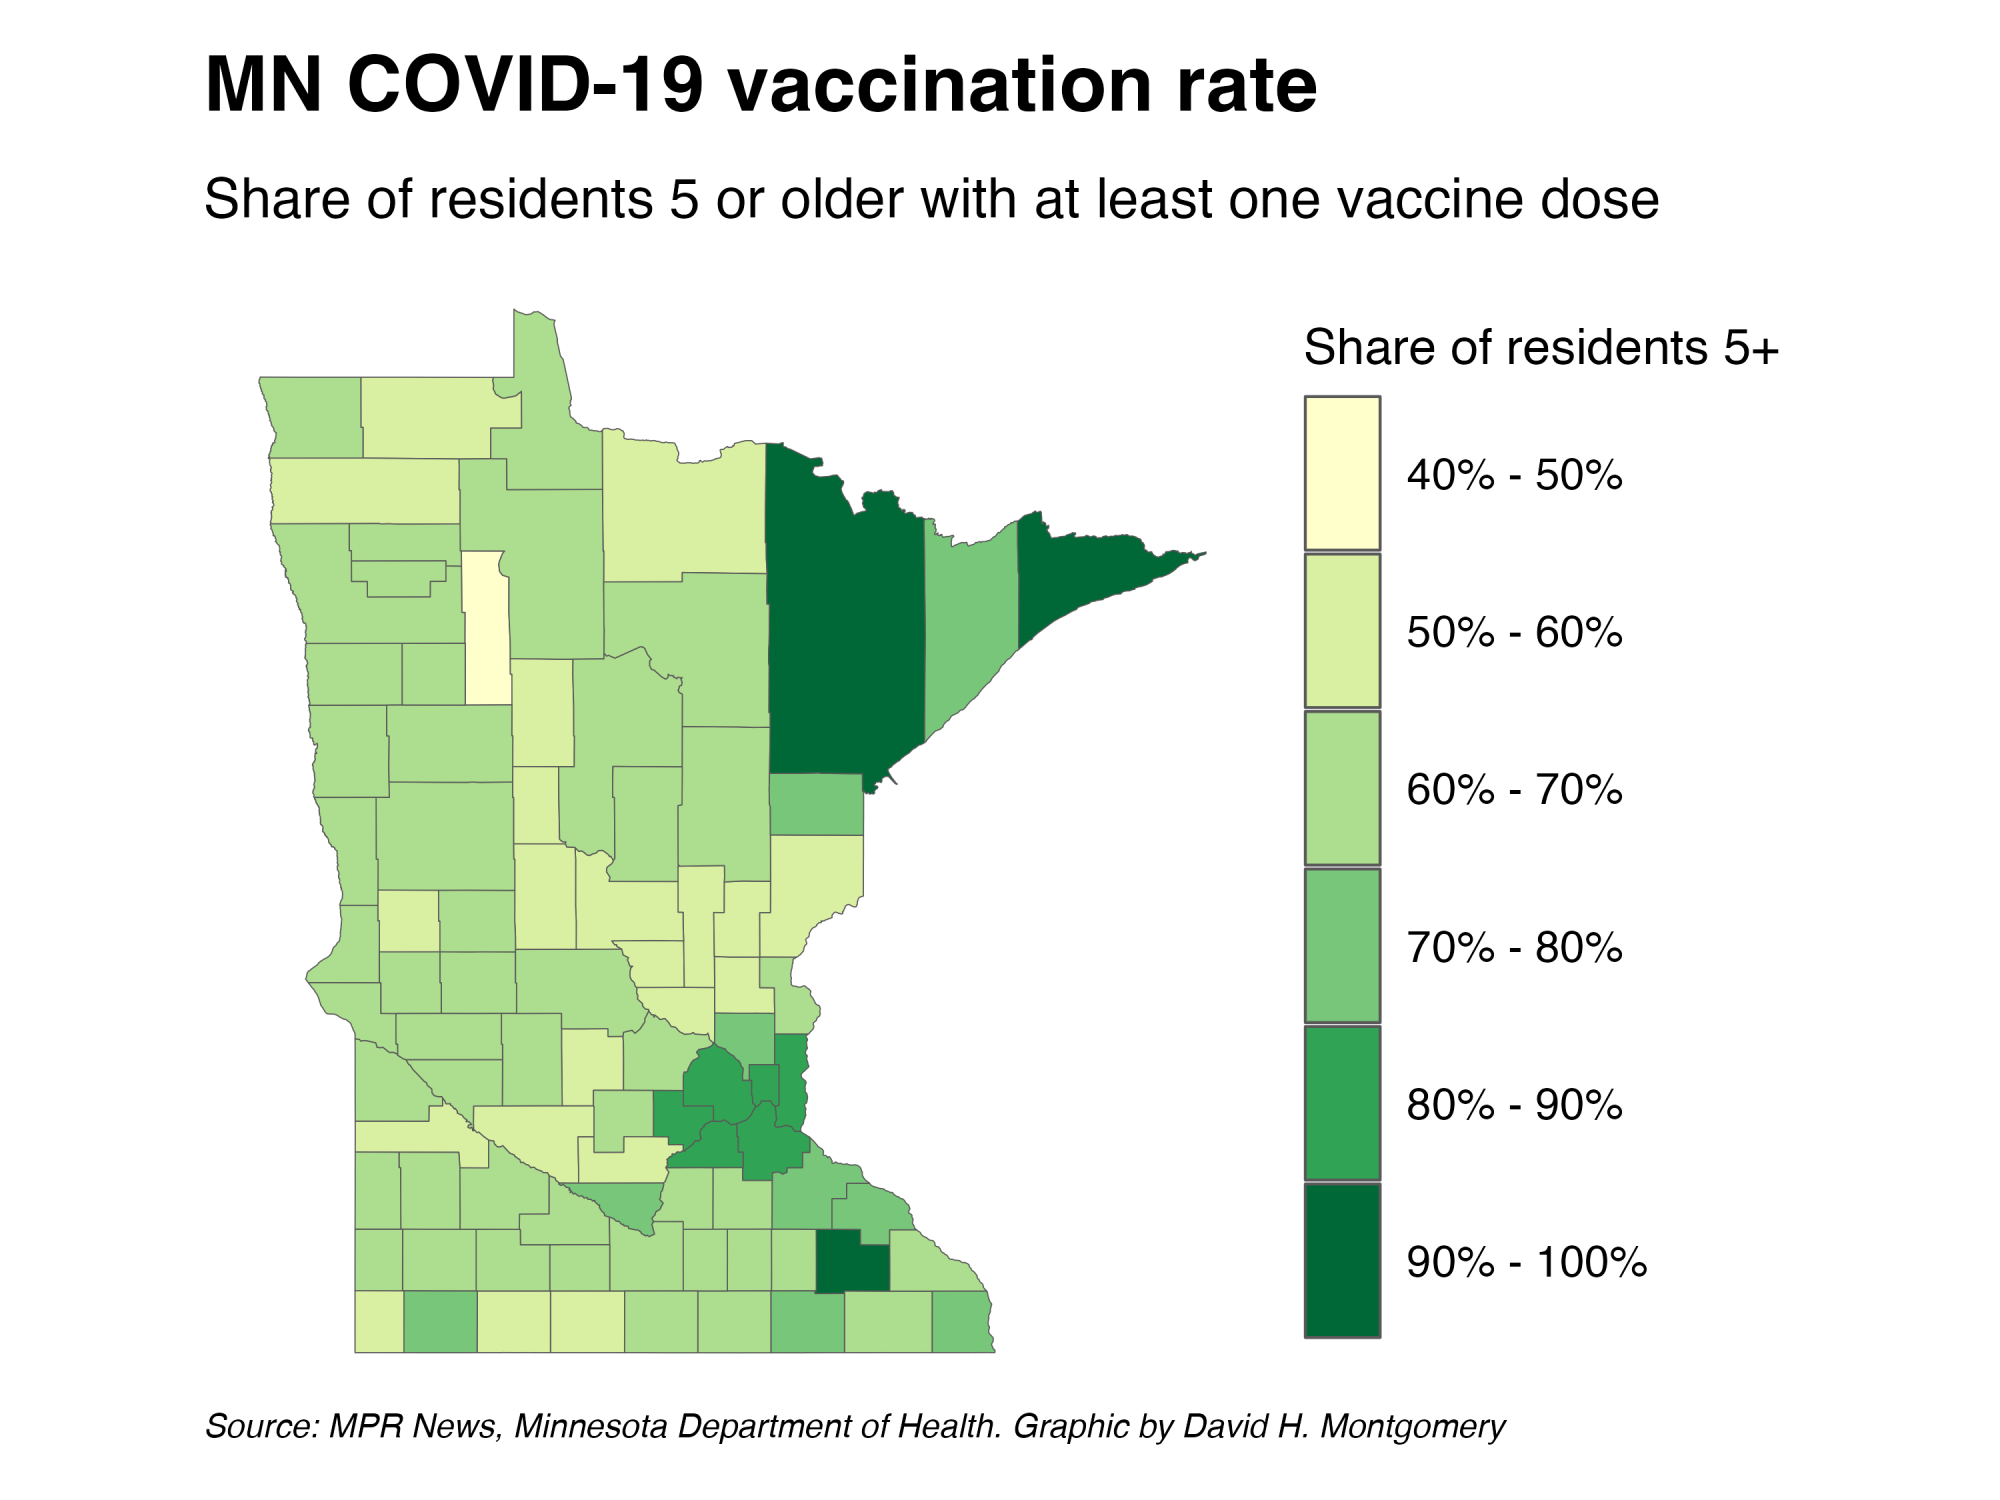 MN COVID-19 vaccination rate
Share of residents 5 or older with at least one vaccine dose
Share of residents 5+
40% - 50%
50% - 60%
60% - 70%
70% - 80%
80% - 90%
90% - 100%
Source: MPR News, Minnesota Department of Health. Graphic by David H. Montgomery